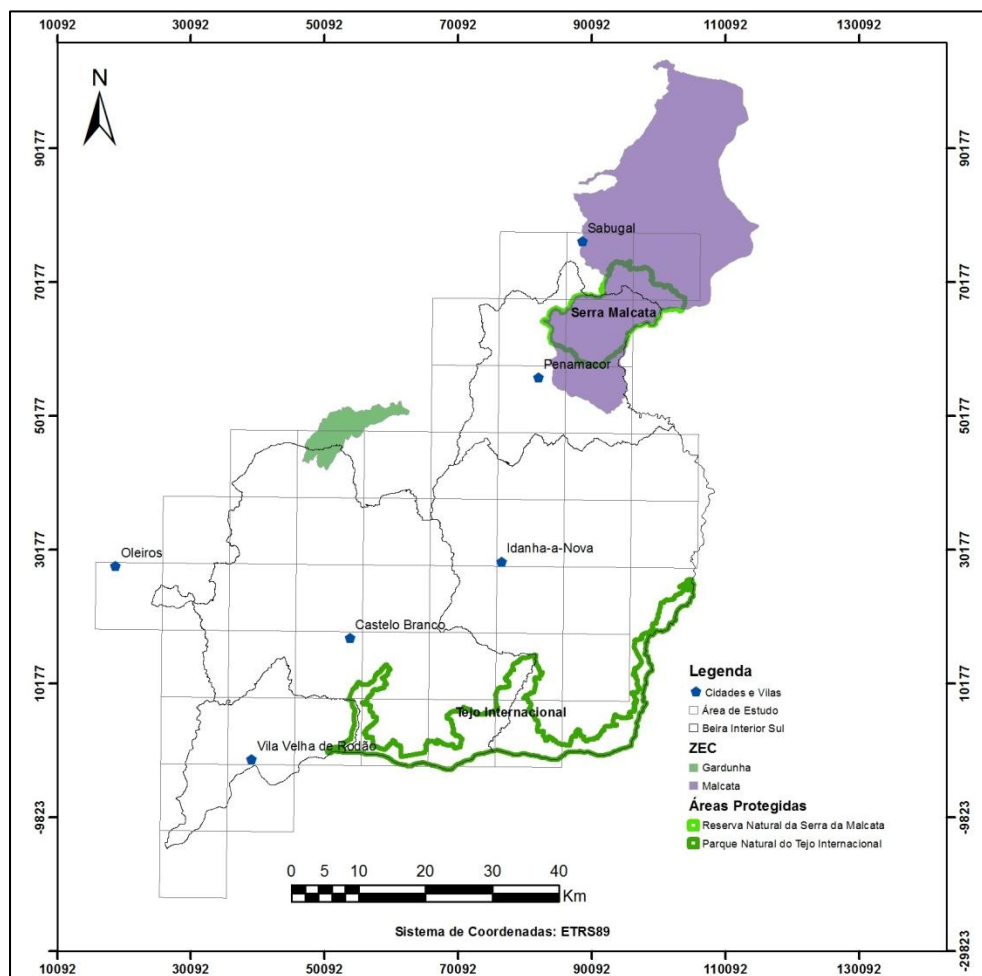 10092 30092 50092 70092 90092 110092 130092
N
90177 90177
Sabugal
70177 70177
Serra Malcata
Penamacor
50177 50177
30177 30177
Oleiros
Idanha-a-Nova
Castelo Branco
10177 10177
Tejo Internacional
Vila Velha de Rodão
-9823 -9823
Legenda
Cidades e Vilas
Área de Estudo
Beira Interior Sul
ZEC
Gardunha
Malcata
Áreas Protegidas
Reserva Natural da Serra da Malcata
Parque Natural do Tejo Internacional
0 5 10 20 30 40
Km
Sistema de Coordenadas: ETRS89
-29823
10092 30092 50092 70092 90092 110092 130092